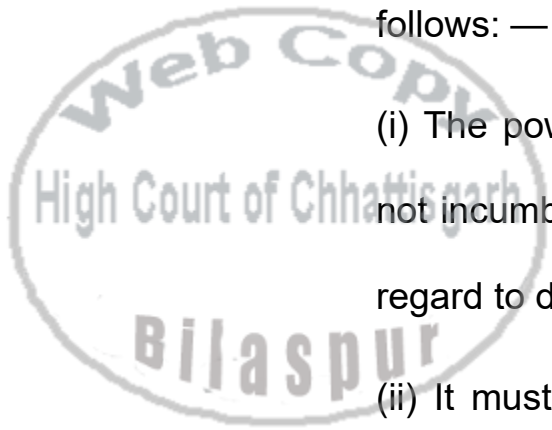 follows: —
Web Copy
(i) The pow
High Court of Chhattisgarh
not incumb
regard to d
Bilaspur
(ii) It must